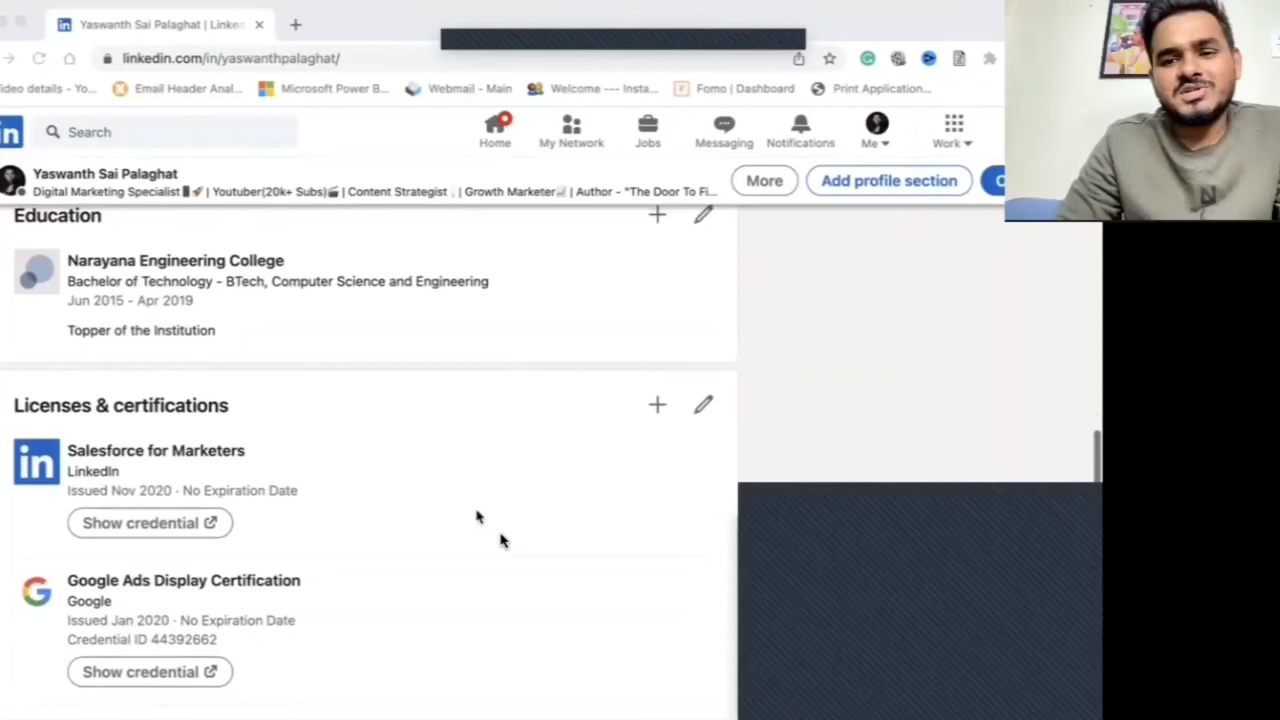 Yaswanth Sai Palaghat | Linke
linkedin.com/in/yaswanthpalaghat/
ideo details - Yo...
Email Header Anal...
Microsoft Power B...
Webmail - Main
Welcome --- Insta...
Fomo | Dashboard
Print Application...
in
Search
Home
My Network
Jobs
Messaging
Notifications
Me
Work
Yaswanth Sai Palaghat
Digital Marketing Specialist | Youtuber(20k+ Subs) | Content Strategist | Growth Marketer | Author - "The Door To Fi...
More
Add profile section
Education
Narayana Engineering College
Bachelor of Technology - BTech, Computer Science and Engineering
Jun 2015 - Apr 2019
Topper of the Institution
Licenses & certifications
in
Salesforce for Marketers
LinkedIn
Issued Nov 2020 · No Expiration Date
Show credential
Google Ads Display Certification
Google
Issued Jan 2020 · No Expiration Date
Credential ID 44392662
Show credential